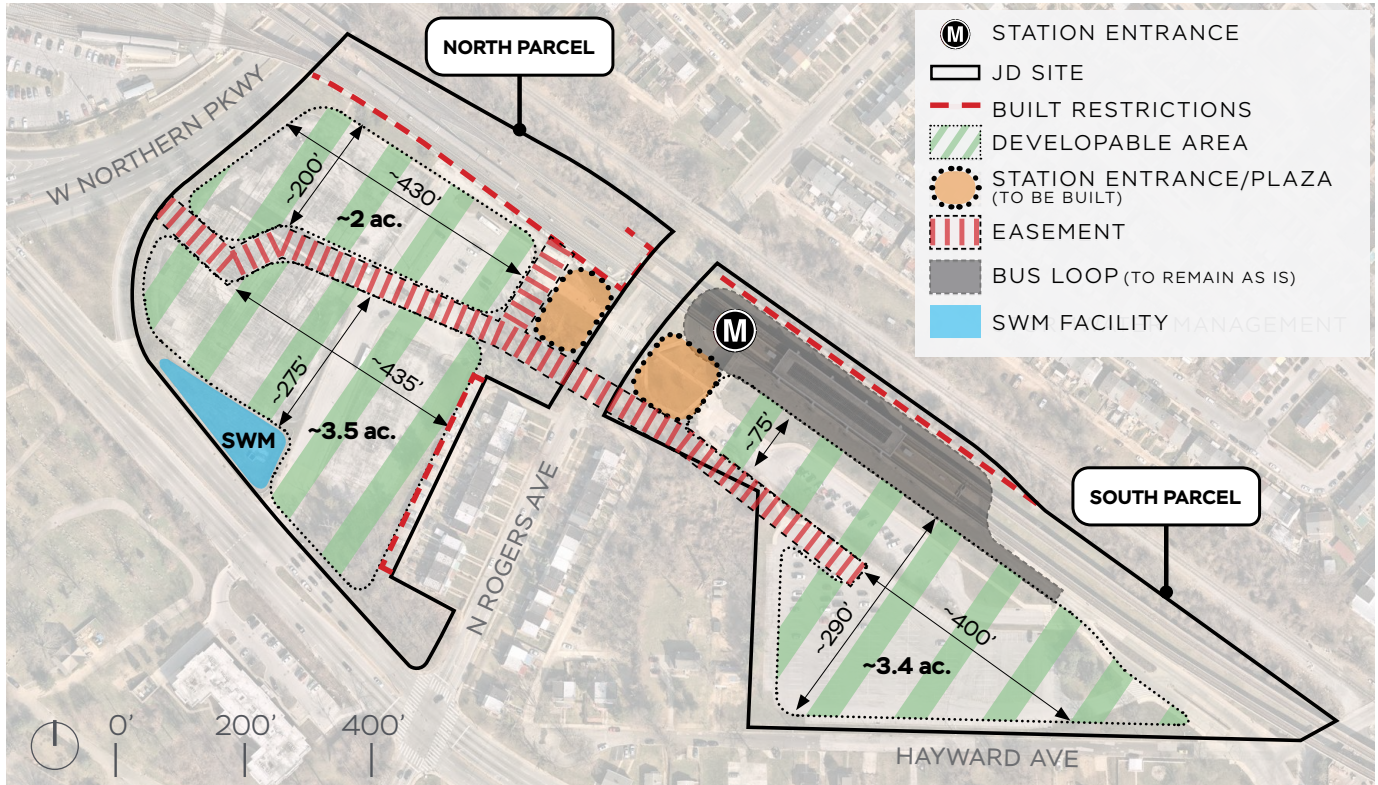 NORTH PARCEL
W NORTHERN PKWY
~200'
~430'
~2 ac.
~275'
~435'
~3.5 ac.
SWM
N ROGERS AVE
M
~75'
SOUTH PARCEL
~290'
~400'
~3.4 ac.
HAYWARD AVE
0' 200' 400'
M STATION ENTRANCE
JD SITE
BUILT RESTRICTIONS
DEVELOPABLE AREA
STATION ENTRANCE/PLAZA
(TO BE BUILT)
EASEMENT
BUS LOOP (TO REMAIN AS IS)
SWM FACILITY MANAGEMENT